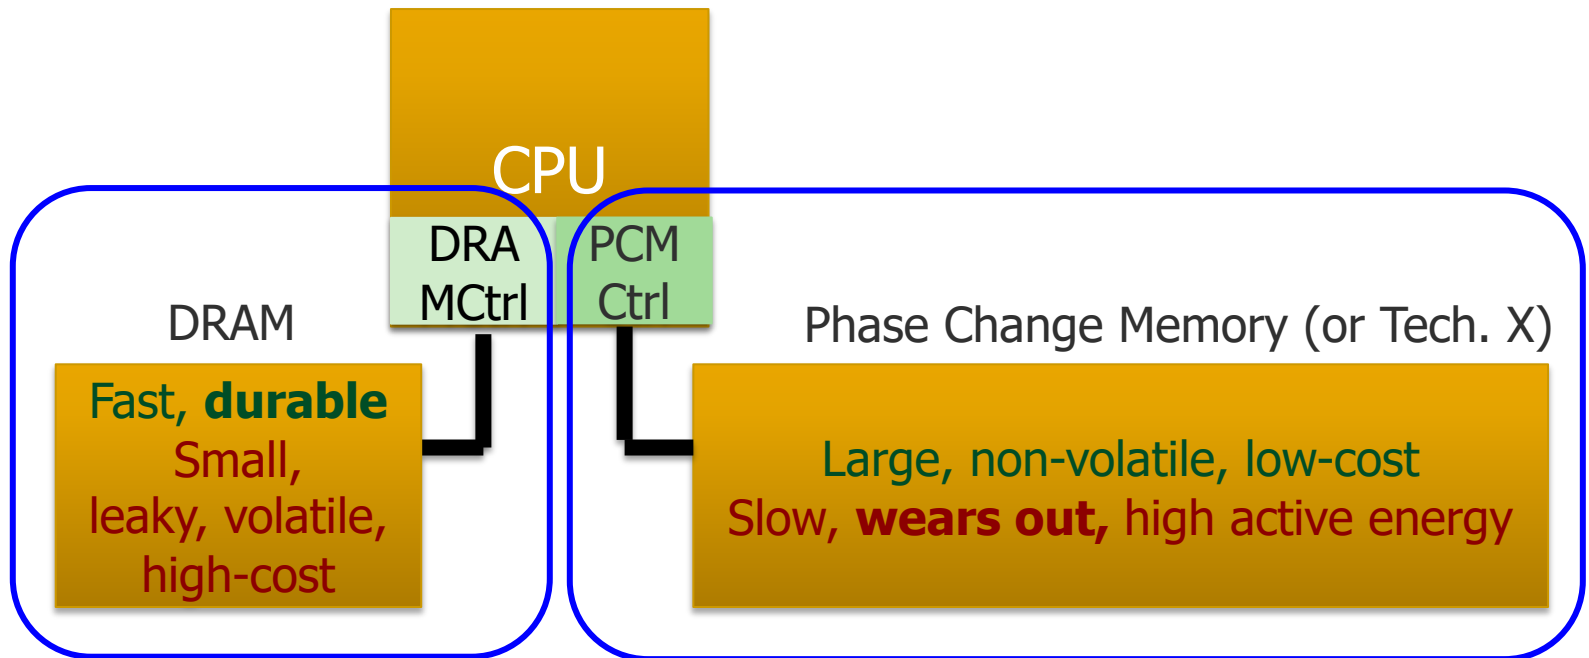 CPU
DRA
MCtrl
PCM
Ctrl
DRAM
Fast, durable
Small,
leaky, volatile,
high-cost
Phase Change Memory (or Tech. X)
Large, non-volatile, low-cost
Slow, wears out, high active energy